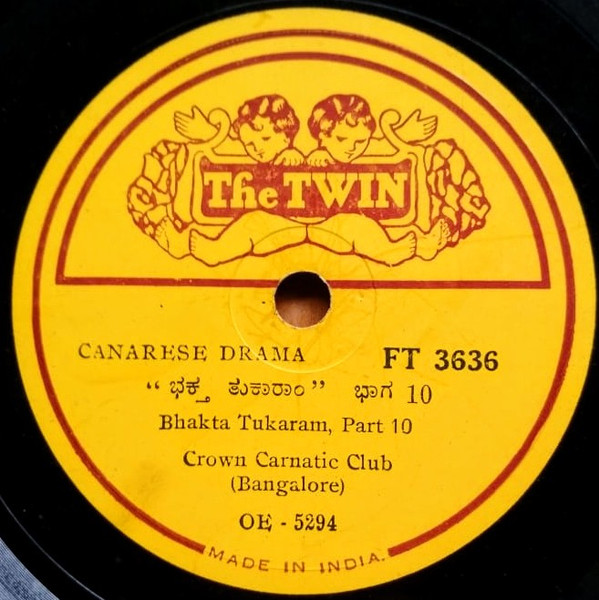 The TWIN
CANARESE DRAMA FT 3636
“ಭಕ್ತ ತುಕಾರಾಂ” ಭಾಗ 10
Bhakta Tukaram, Part 10
Crown Carnatic Club
(Bangalore)
OE - 5294
MADE IN INDIA.